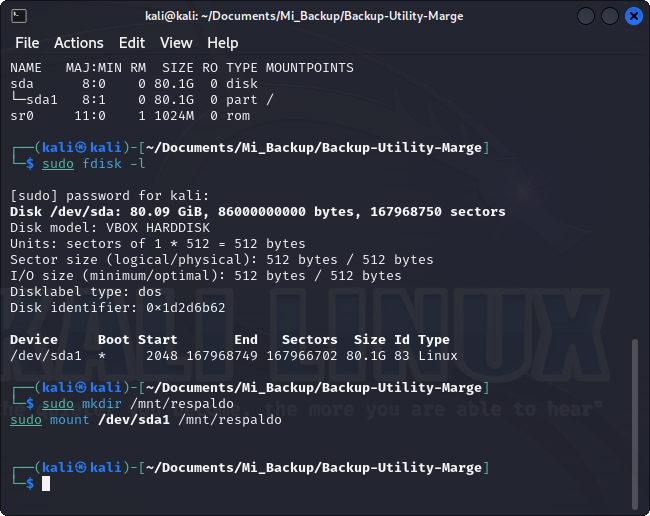 kali@kali: ~/Documents/Mi_Backup/Backup-Utility-Marge
File Actions Edit View Help
NAME MAJ:MIN RM SIZE RO TYPE MOUNTPOINTS
sda 8:0 0 80.1G 0 disk
└─sda1 8:1 0 80.1G 0 part /
sr0 11:0 1 1024M 0 rom
┌──(kali㉿kali)-[~/Documents/Mi_Backup/Backup-Utility-Marge]
└─$ sudo fdisk -l
[sudo] password for kali:
Disk /dev/sda: 80.09 GiB, 86000000000 bytes, 167968750 sectors
Disk model: VBOX HARDDISK
Units: sectors of 1 * 512 = 512 bytes
Sector size (logical/physical): 512 bytes / 512 bytes
I/O size (minimum/optimal): 512 bytes / 512 bytes
Disklabel type: dos
Disk identifier: 0×1d2d6b62
Device Boot Start End Sectors Size Id Type
/dev/sda1 * 2048 167968749 167966702 80.1G 83 Linux
┌──(kali㉿kali)-[~/Documents/Mi_Backup/Backup-Utility-Marge]
└─$ sudo mkdir /mnt/respaldo
sudo mount /dev/sda1 /mnt/respaldo
┌──(kali㉿kali)-[~/Documents/Mi_Backup/Backup-Utility-Marge]
└─$
KALI LINUX
the more you are able to hear"